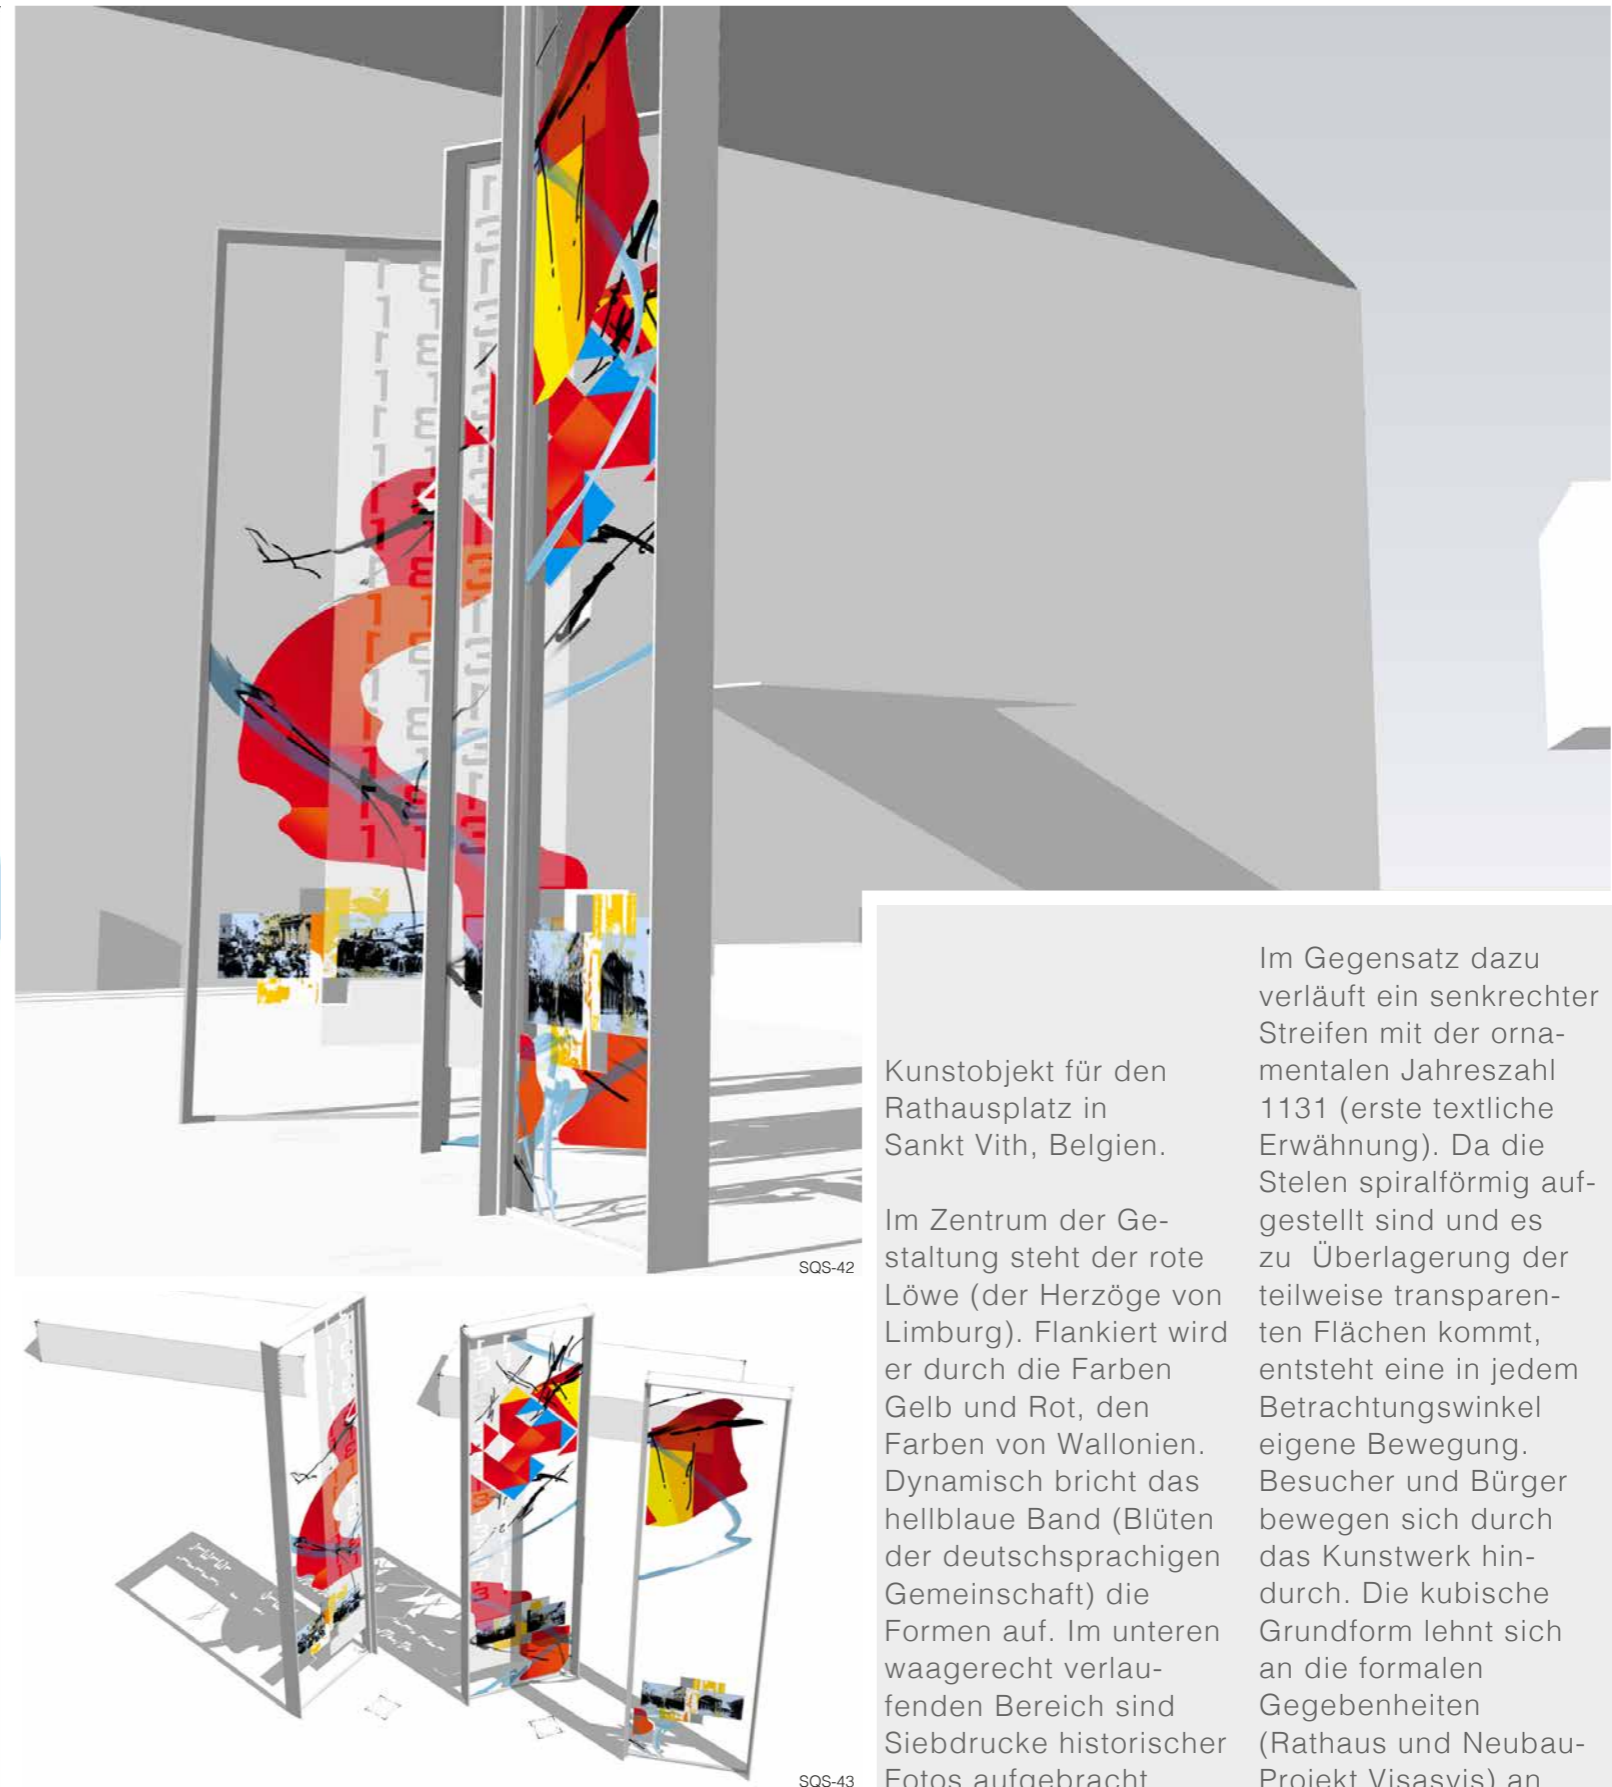 SQS-42
SQS-43
Kunstobjekt für den
Rathausplatz in
Sankt Vith, Belgien.
Im Zentrum der Ge-
staltung steht der rote
Löwe (der Herzöge von
Limburg). Flankiert wird
er durch die Farben
Gelb und Rot, den
Farben von Wallonien.
Dynamisch bricht das
hellblaue Band (Blüten
der deutschsprachigen
Gemeinschaft) die
Formen auf. Im unteren
waagerecht verlau-
fenden Bereich sind
Siebdrucke historischer
Fotos aufgebracht
Im Gegensatz dazu
verläuft ein senkrechter
Streifen mit der orna-
mentalen Jahreszahl
1131 (erste textliche
Erwähnung). Da die
Stelen spiralförmig auf-
gestellt sind und es
zu  Überlagerung der
teilweise transparen-
ten Flächen kommt,
entsteht eine in jedem
Betrachtungswinkel
eigene Bewegung.
Besucher und Bürger
bewegen sich durch
das Kunstwerk hin-
durch. Die kubische
Grundform lehnt sich
an die formalen
Gegebenheiten
(Rathaus und Neubau-
Projekt Visasvis) an